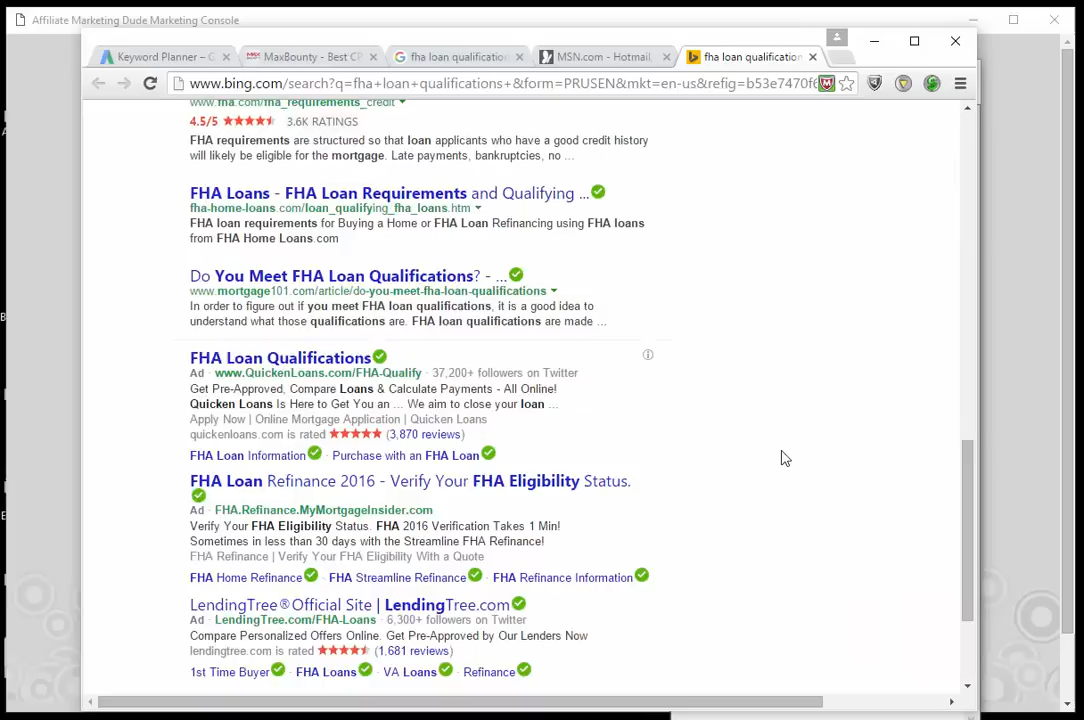 Affiliate Marketing Dude Marketing Console
Keyword Planner – G
MaxBounty - Best CP
fha loan qualification
MSN.com - Hotmail,
fha loan qualification
www.bing.com/search?q=fha+loan+qualifications+&form=PRUSEN&mkt=en-us&refig=b53e7470f6
www.fha.com/fha_requirements_credit
4.5/5 3.6K RATINGS
FHA requirements are structured so that loan applicants who have a good credit history
will likely be eligible for the mortgage. Late payments, bankruptcies, no ...
FHA Loans - FHA Loan Requirements and Qualifying ...
fha-home-loans.com/loan_qualifying_fha_loans.htm
FHA loan requirements for Buying a Home or FHA Loan Refinancing using FHA loans
from FHA Home Loans.com
Do You Meet FHA Loan Qualifications? - ...
www.mortgage101.com/article/do-you-meet-fha-loan-qualifications
In order to figure out if you meet FHA loan qualifications, it is a good idea to
understand what those qualifications are. FHA loan qualifications are made ...
FHA Loan Qualifications
Ad · www.QuickenLoans.com/FHA-Qualify · 37,200+ followers on Twitter
Get Pre-Approved, Compare Loans & Calculate Payments - All Online!
Quicken Loans Is Here to Get You an ... We aim to close your loan ...
Apply Now | Online Mortgage Application | Quicken Loans
quickenloans.com is rated (3,870 reviews)
FHA Loan Information · Purchase with an FHA Loan
FHA Loan Refinance 2016 - Verify Your FHA Eligibility Status.
Ad · FHA.Refinance.MyMortgageInsider.com
Verify Your FHA Eligibility Status. FHA 2016 Verification Takes 1 Min!
Sometimes in less than 30 days with the Streamline FHA Refinance!
FHA Refinance | Verify Your FHA Eligibility With a Quote
FHA Home Refinance · FHA Streamline Refinance · FHA Refinance Information
LendingTree®Official Site | LendingTree.com
Ad · LendingTree.com/FHA-Loans · 6,300+ followers on Twitter
Compare Personalized Offers Online. Get Pre-Approved by Our Lenders Now
lendingtree.com is rated (1,681 reviews)
1st Time Buyer · FHA Loans · VA Loans · Refinance